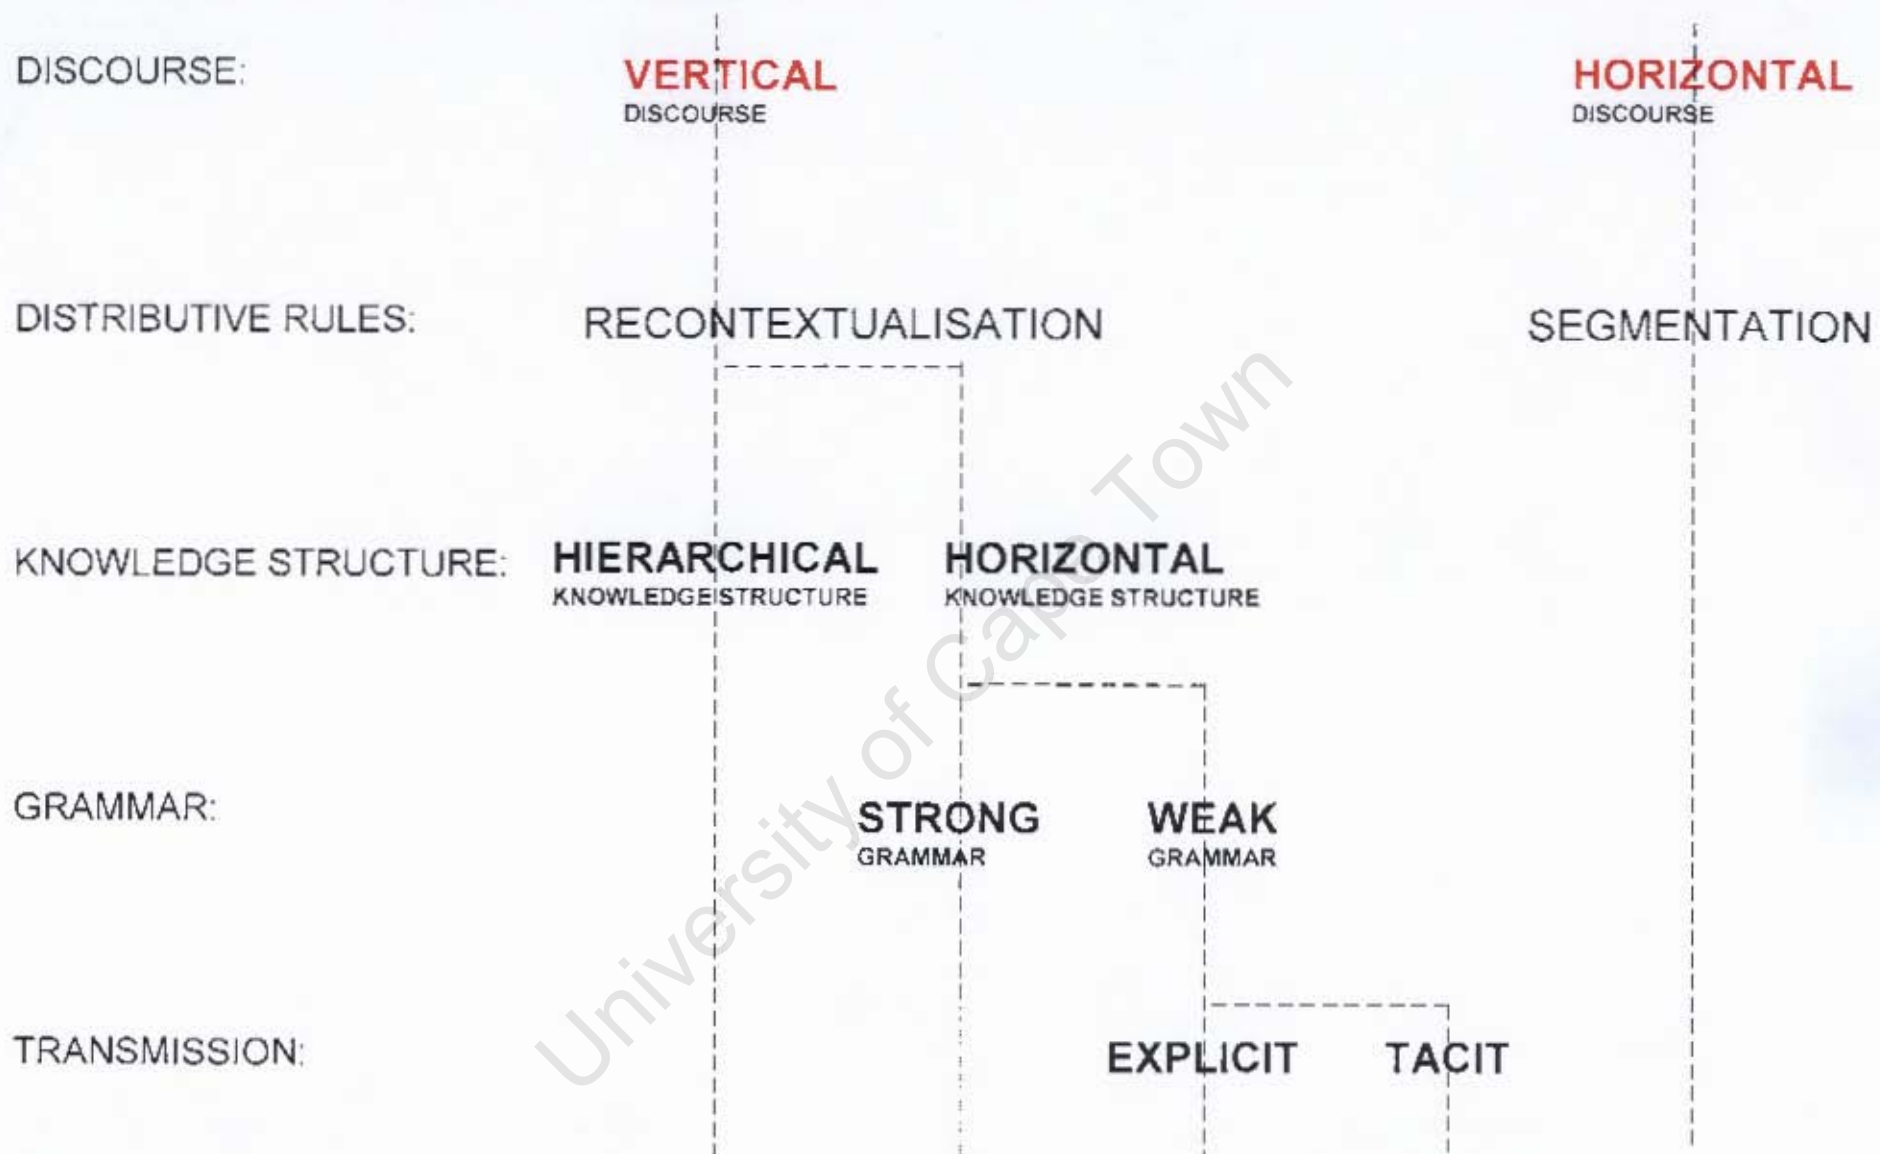 DISCOURSE: VERTICAL HORIZONTAL
DISCOURSE DISCOURSE
DISTRIBUTIVE RULES: RECONTEXTUALISATION SEGMENTATION
KNOWLEDGE STRUCTURE: HIERARCHICAL HORIZONTAL
KNOWLEDGE STRUCTURE KNOWLEDGE STRUCTURE
GRAMMAR: STRONG WEAK
GRAMMAR GRAMMAR
TRANSMISSION: EXPLICIT TACIT
University of Cape Town